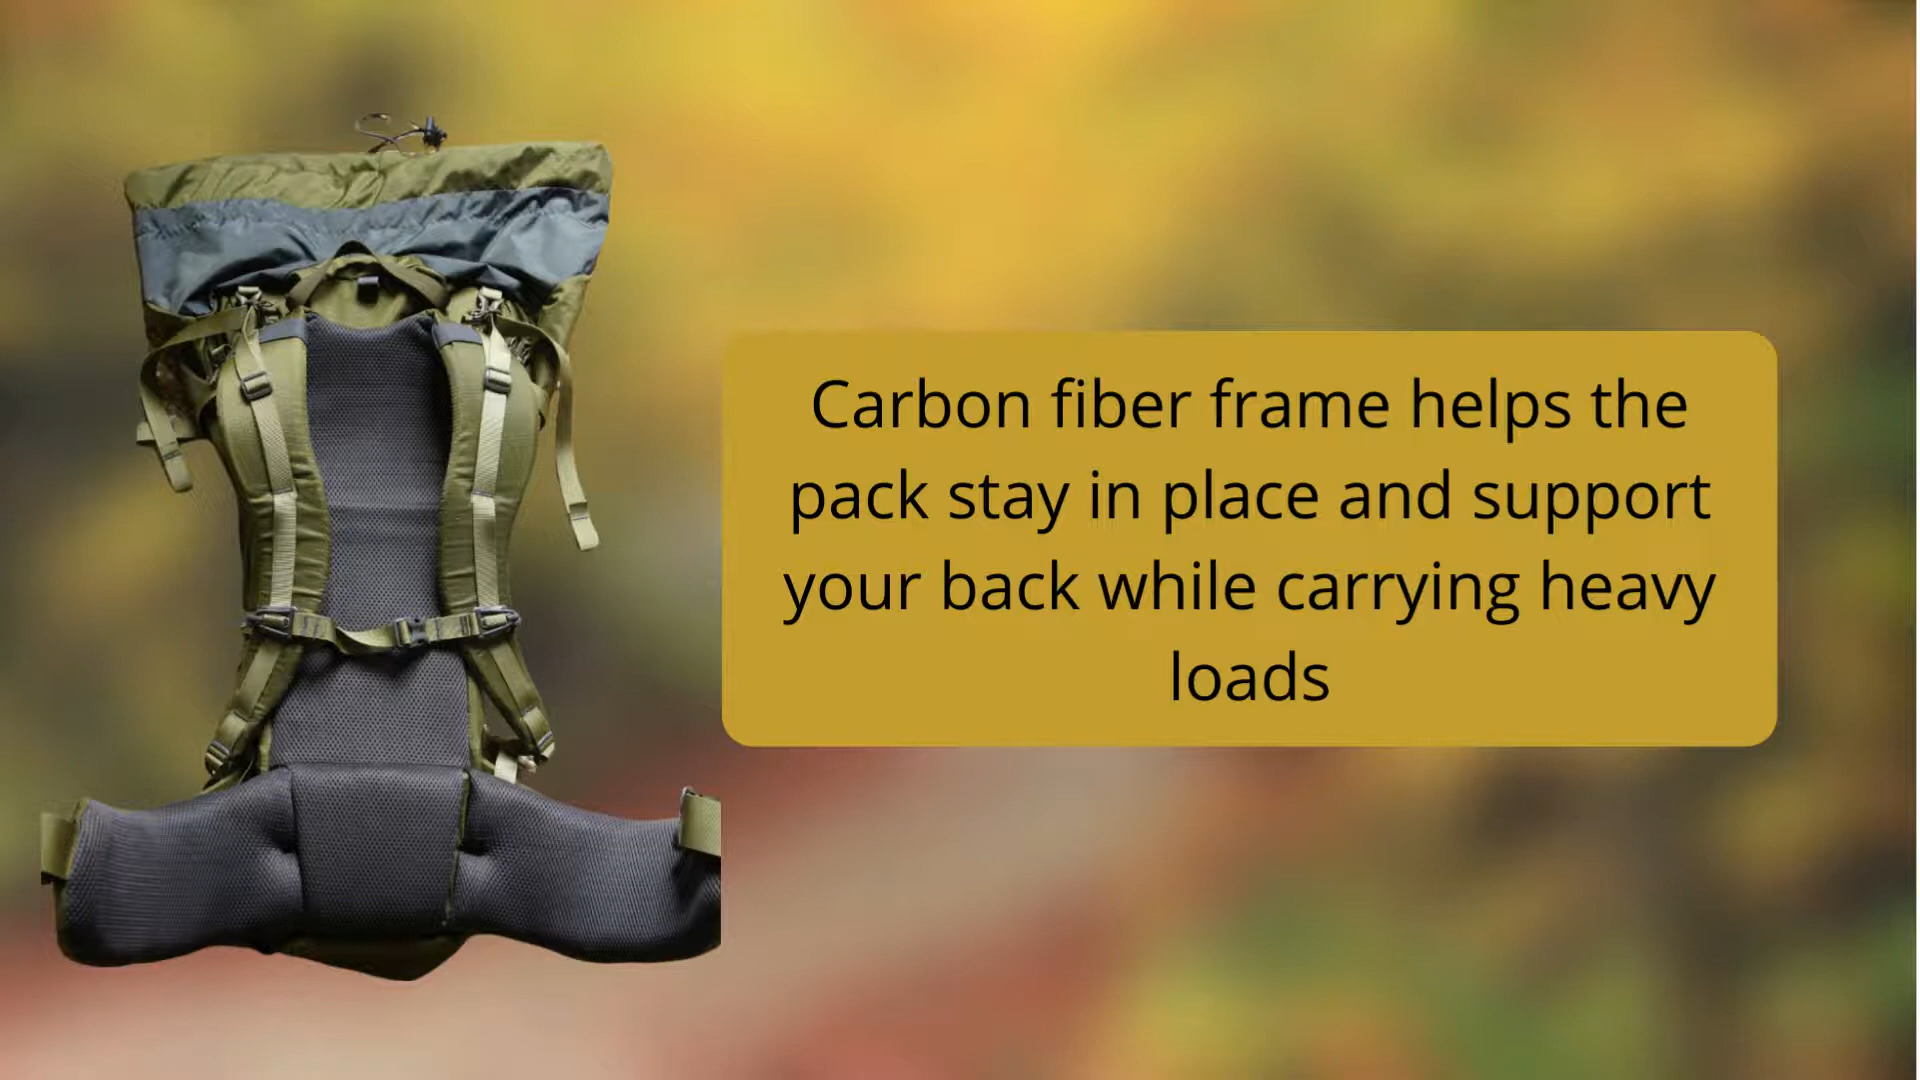 Carbon fiber frame helps the
pack stay in place and support
your back while carrying heavy
loads